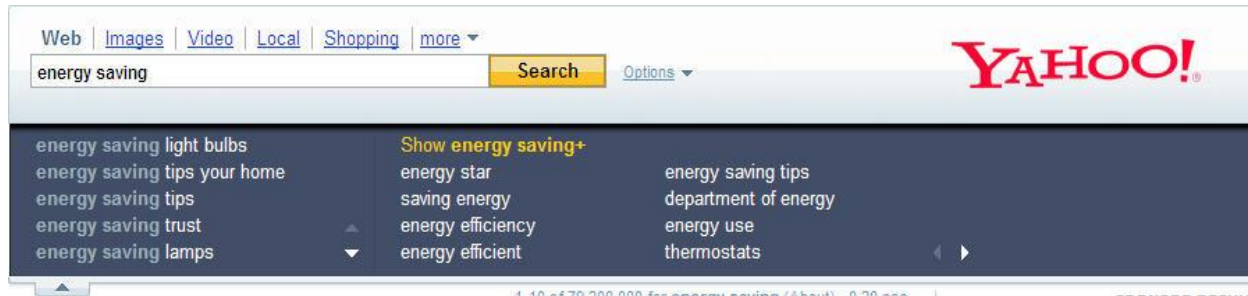 Web | Images | Video | Local | Shopping | more
energy saving Search Options
YAHOO!
energy saving light bulbs
energy saving tips your home
energy saving tips
energy saving trust
energy saving lamps
Show energy saving+
energy star energy saving tips
saving energy department of energy
energy efficiency energy use
energy efficient thermostats